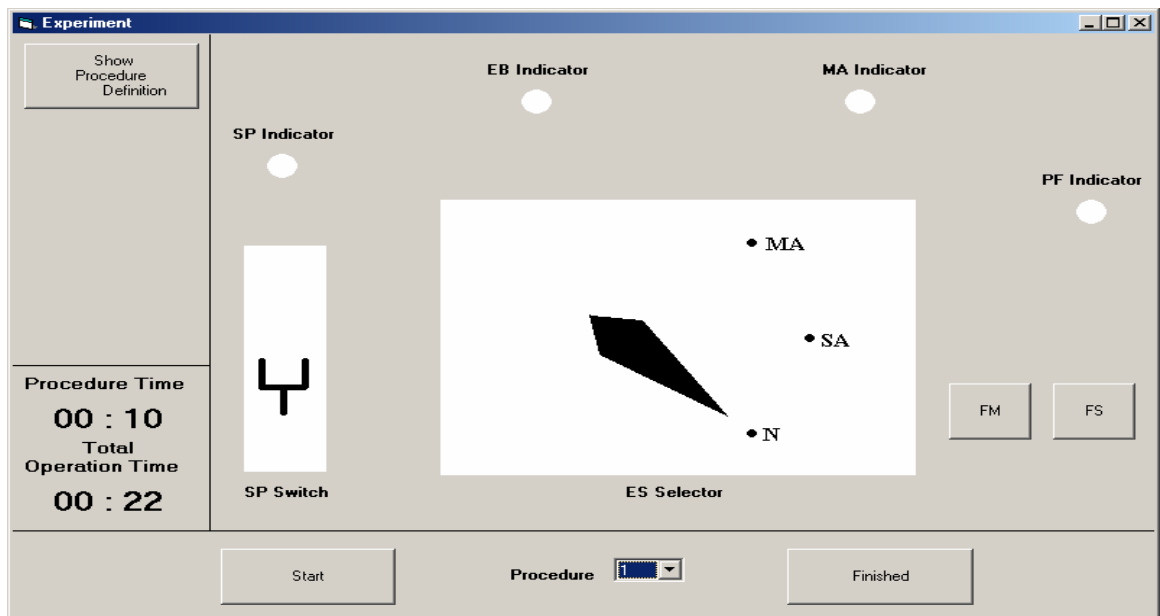 Experiment
Show
Procedure
Definition
EB Indicator
MA Indicator
SP Indicator
PF Indicator
MA
SA
N
Procedure Time
00 : 10
Total
Operation Time
00 : 22
FM
FS
SP Switch
ES Selector
Start
Procedure
1
Finished